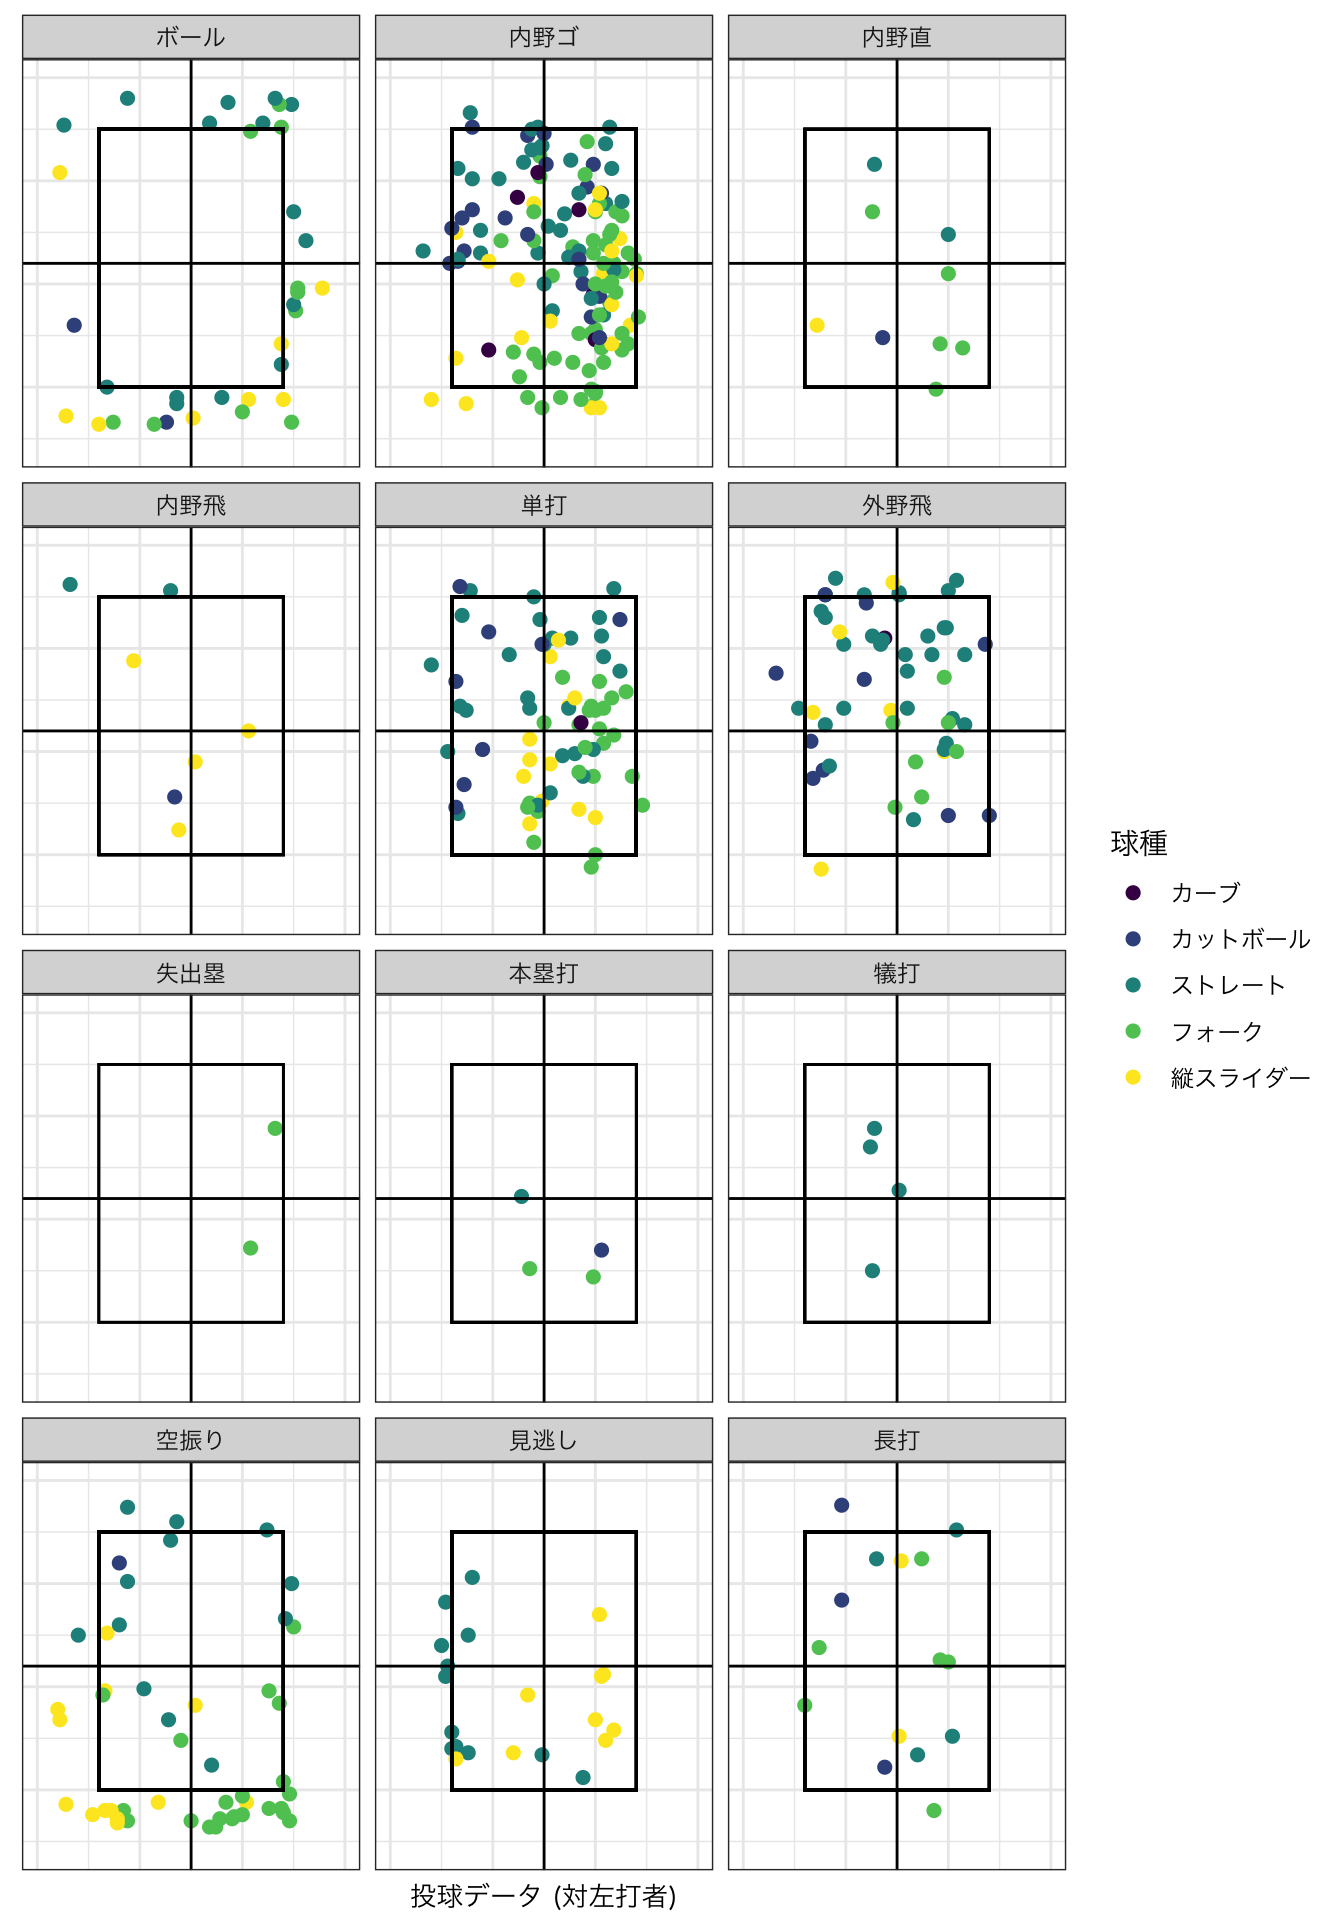 ボール
内野ゴ
内野直
内野飛
単打
外野飛
失出塁
本塁打
犠打
空振り
見逃し
長打
球種
カーブ
カットボール
ストレート
フォーク
縦スライダー
投球データ (対左打者)